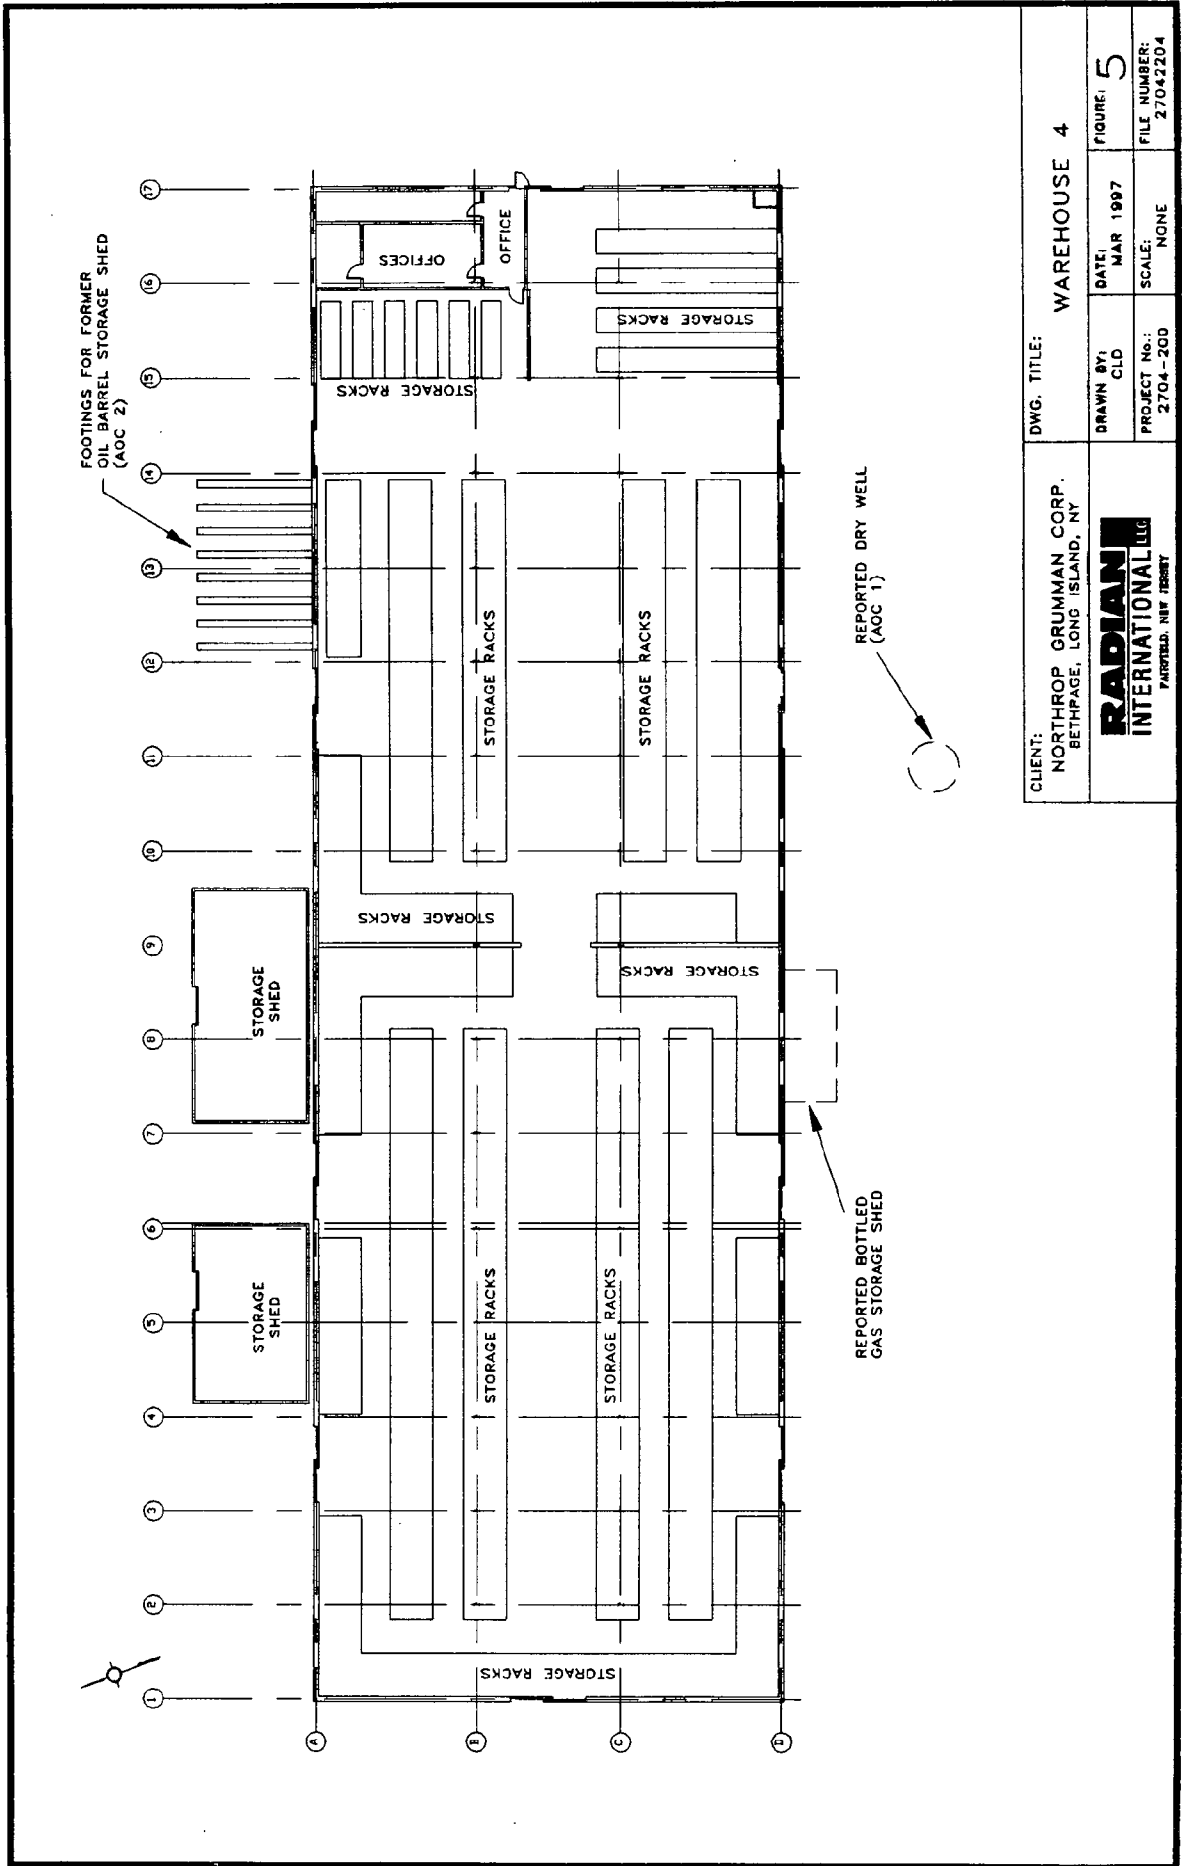 FOOTINGS FOR FORMER
OIL BARREL STORAGE SHED
(AOC 2)
1
2
3
4
5
6
7
8
9
10
11
12
13
14
15
16
17
A
B
C
D
STORAGE
SHED
STORAGE
SHED
STORAGE RACKS
STORAGE RACKS
STORAGE RACKS
STORAGE RACKS
STORAGE RACKS
STORAGE RACKS
STORAGE RACKS
STORAGE RACKS
STORAGE RACKS
OFFICES
OFFICE
REPORTED BOTTLED
GAS STORAGE SHED
REPORTED DRY WELL
(AOC 1)
CLIENT:
NORTHROP GRUMMAN CORP.
BETHPAGE, LONG ISLAND, NY
RADIAN
INTERNATIONAL LLC
FAIRFIELD, NEW JERSEY
DWG. TITLE:
WAREHOUSE 4
DRAWN BY:
CLD
DATE:
MAR 1997
FIGURE: 5
PROJECT No.:
2704-200
SCALE:
NONE
FILE NUMBER:
27042204